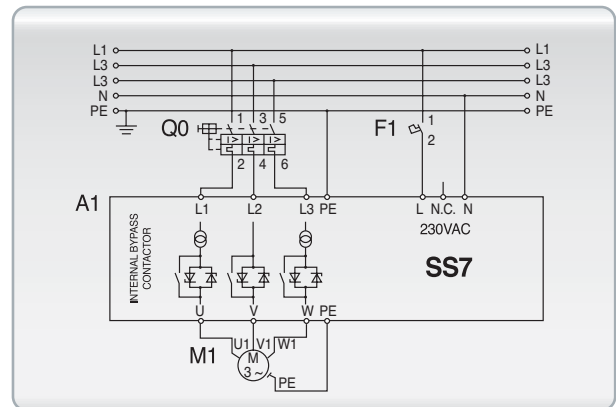 L1 L1
L3 L3
L3 L3
N N
PE PE
Q0 1 3 5 F1 1
I> I> I>
2 4 6 2
A1 L1 L2 L3 PE L N.C. N
230VAC
INTERNAL BYPASS
CONTACTOR
SS7
U V W PE
M1 U1 V1 W1
M
3 ~
PE